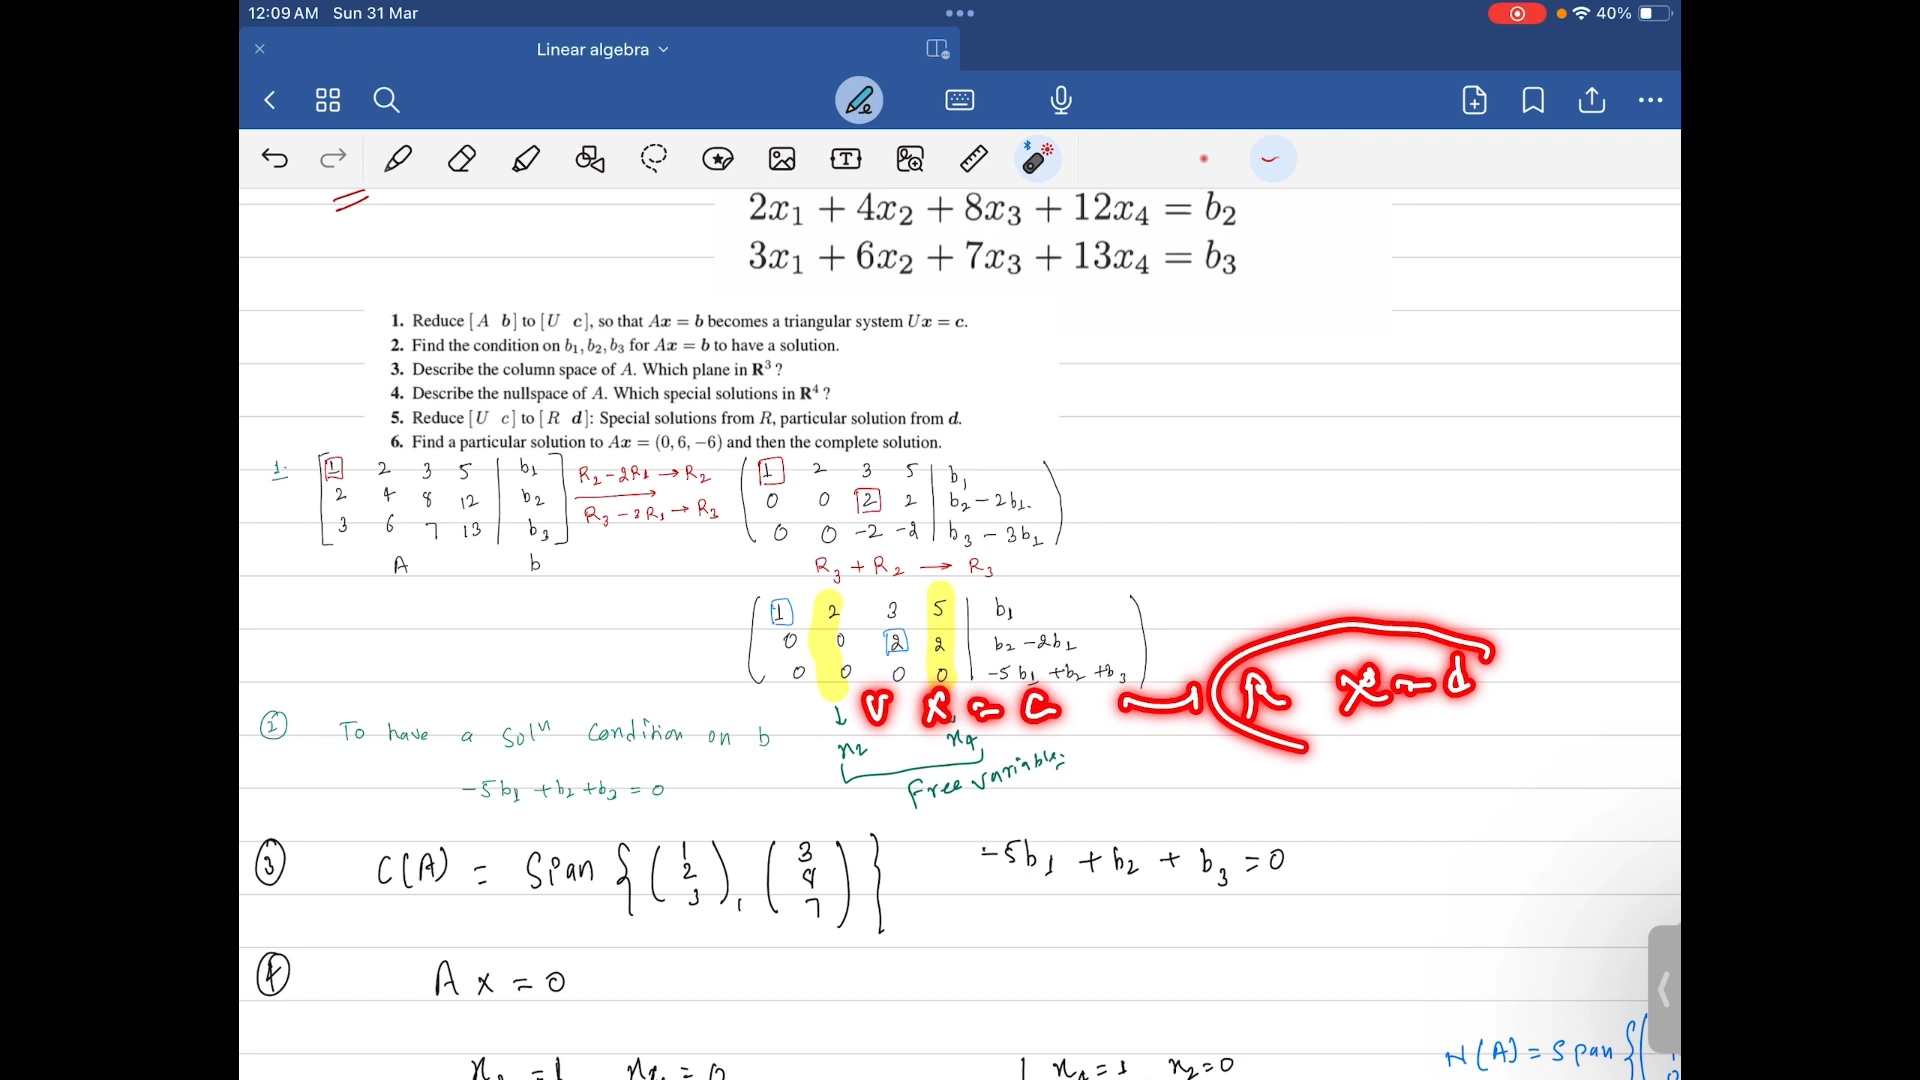 12:09 AM Sun 31 Mar
40%
Linear algebra
2x₁ + 4x₂ + 8x₃ + 12x₄ = b₂
3x₁ + 6x₂ + 7x₃ + 13x₄ = b₃
1. Reduce [A b] to [U c], so that Ax = b becomes a triangular system Ux = c.
2. Find the condition on b₁, b₂, b₃ for Ax = b to have a solution.
3. Describe the column space of A. Which plane in R³ ?
4. Describe the nullspace of A. Which special solutions in R⁴ ?
5. Reduce [U c] to [R d]: Special solutions from R, particular solution from d.
6. Find a particular solution to Ax = (0, 6, −6) and then the complete solution.
1. [1 2 3 5 | b₁] R₂ - 2R₁ → R₂ (1 2 3 5 | b₁)
[2 4 8 12 | b₂] R₃ - 3R₁ → R₃ (0 0 2 2 | b₂ - 2b₁.)
[3 6 7 13 | b₃] (0 0 -2 -2 | b₃ - 3b₁)
A b R₃ + R₂ → R₃
(1 2 3 5 | b₁)
(0 0 2 2 | b₂ - 2b₁)
(0 0 0 0 | -5b₁ + b₂ + b₃)
U x = c → R x = d
② To have a solⁿ condition on b x₂ x₄
-5b₁ + b₂ + b₃ = 0 Free variable
③ C(A) = Span { (1 2 3), (3 8 7) } -5b₁ + b₂ + b₃ = 0
④ A x = 0
N(A) = Span {(
x₂ = 1 x₄ = 0 x₄ = 1, x₂ = 0